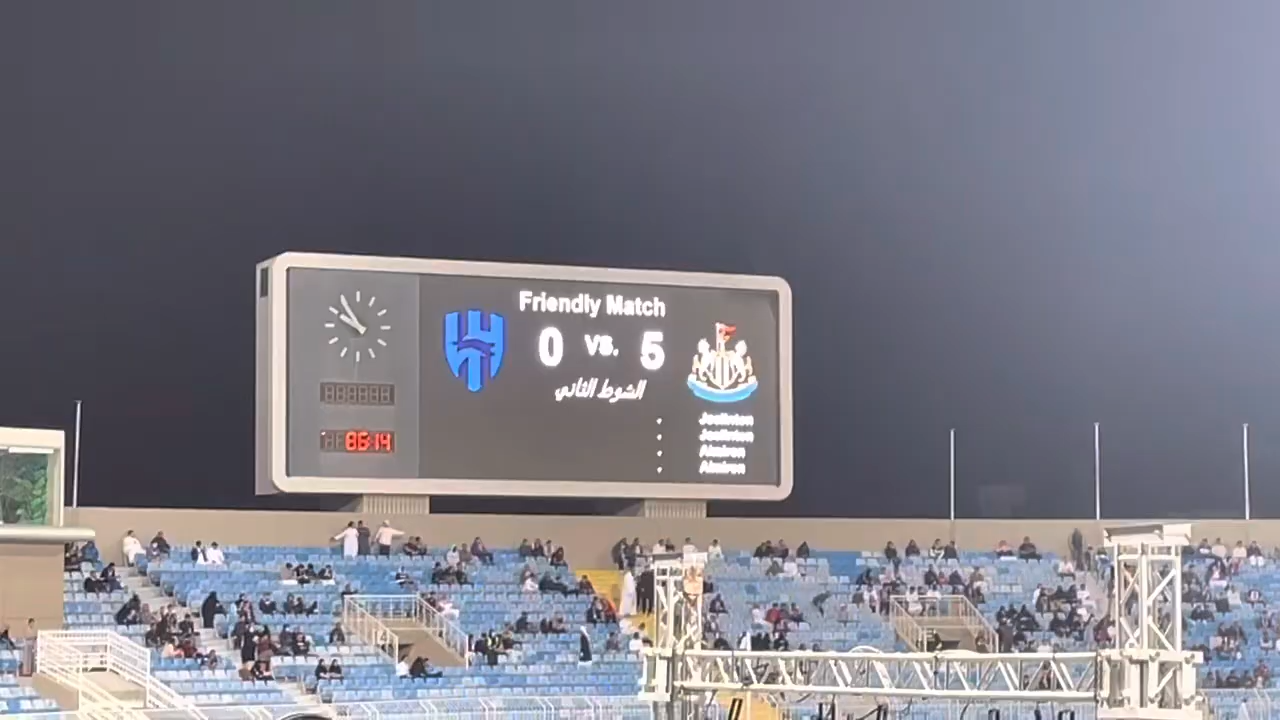 Friendly Match
0 vs. 5
الشوط الثاني
Joelinton
Joelinton
Almiron
Almiron
86:14